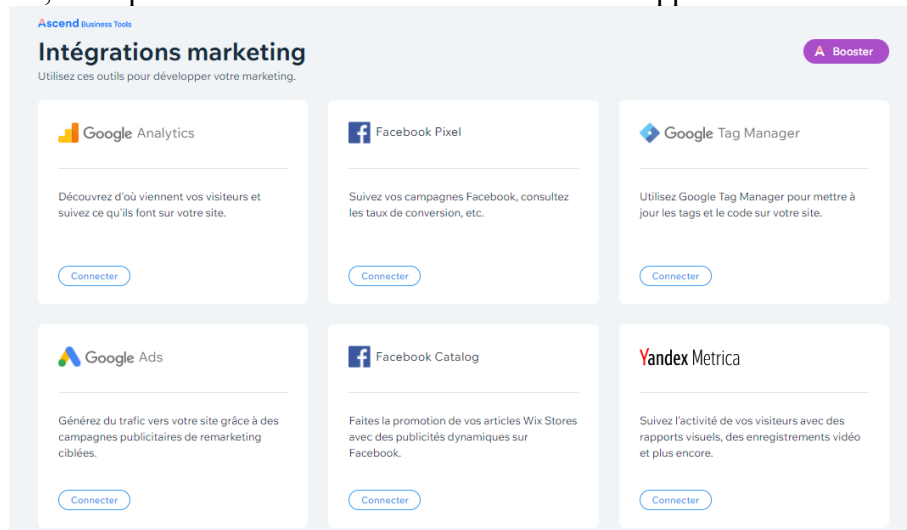 Ascend Business Tools
Intégrations marketing
Booster
Utilisez ces outils pour développer votre marketing.
Google Analytics
Découvrez d'où viennent vos visiteurs et
suivez ce qu'ils font sur votre site.
Connecter
Facebook Pixel
Suivez vos campagnes Facebook, consultez
les taux de conversion, etc.
Connecter
Google Tag Manager
Utilisez Google Tag Manager pour mettre à
jour les tags et le code sur votre site.
Connecter
Google Ads
Générez du trafic vers votre site grâce à des
campagnes publicitaires de remarketing
ciblées.
Connecter
Facebook Catalog
Faites la promotion de vos articles Wix Stores
avec des publicités dynamiques sur
Facebook.
Connecter
Yandex Metrica
Suivez l'activité de vos visiteurs avec des
rapports visuels, des enregistrements vidéo
et plus encore.
Connecter